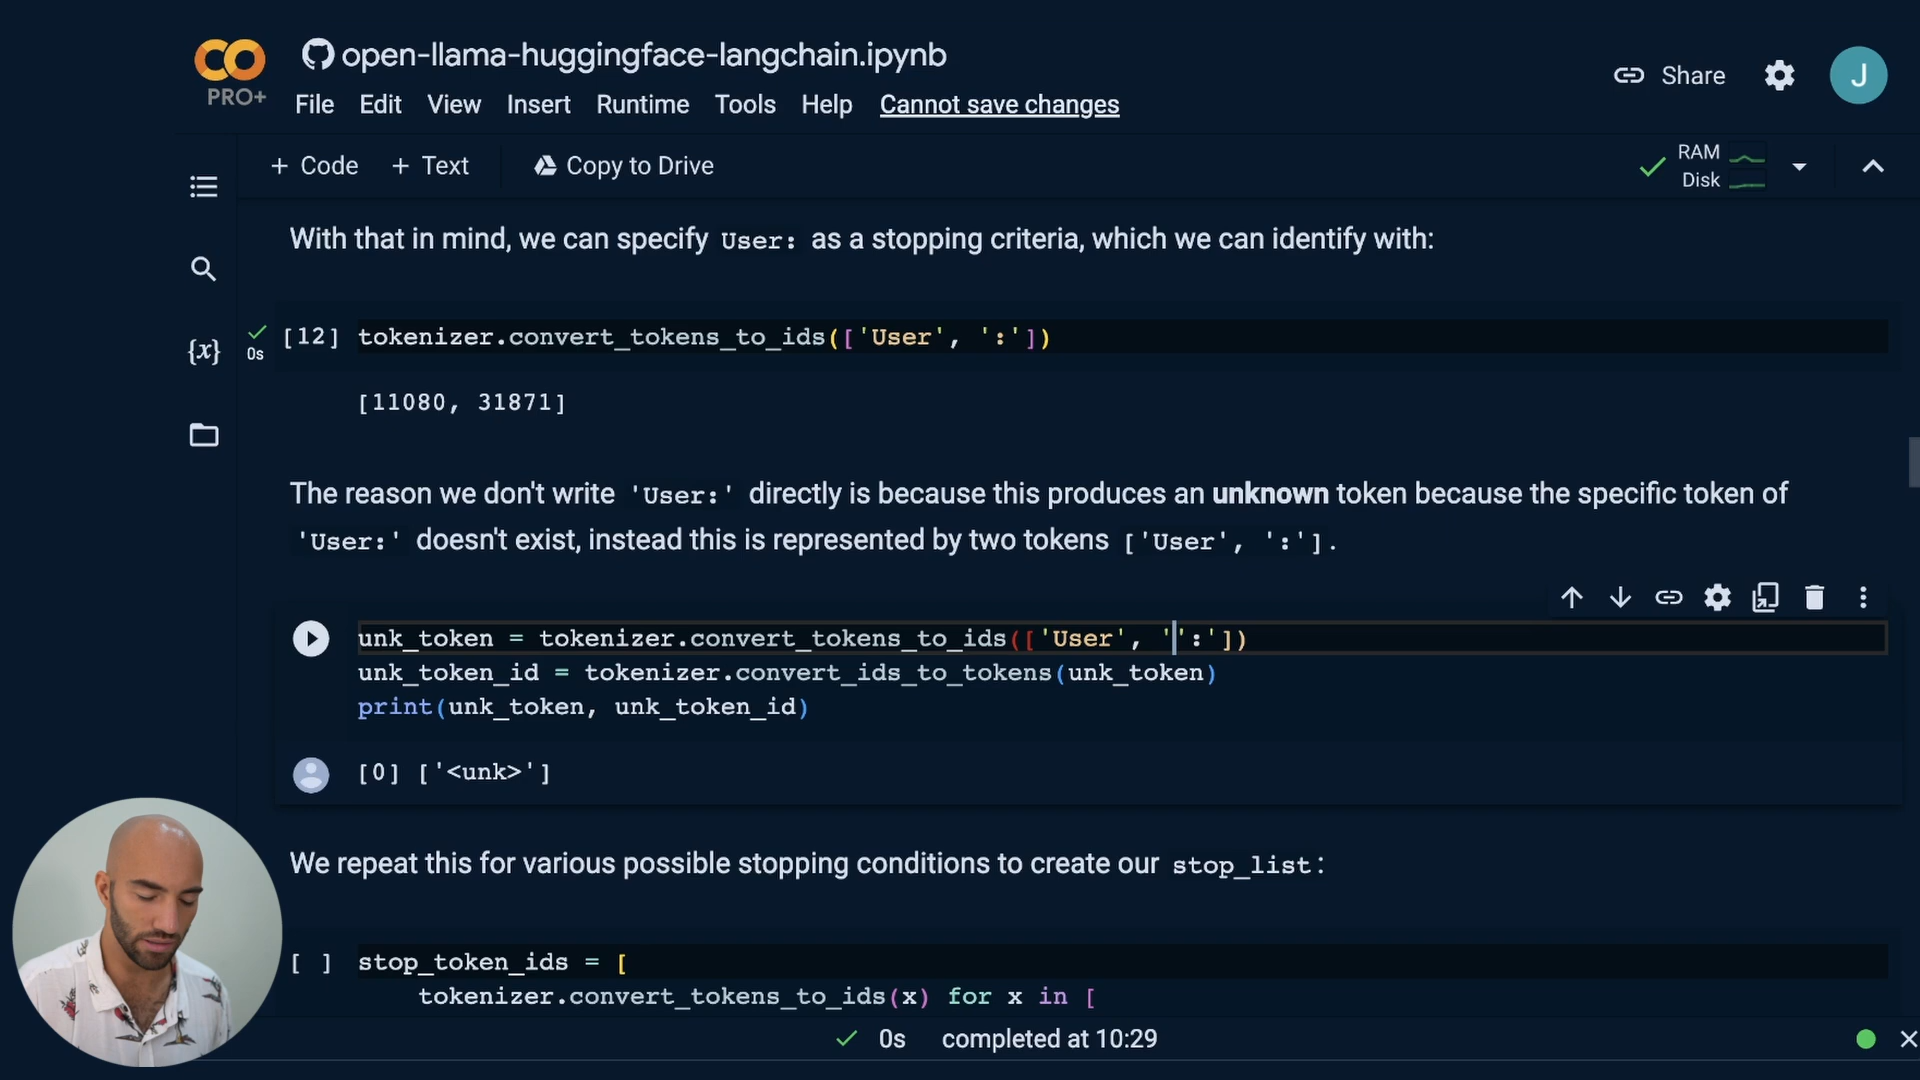 open-llama-huggingface-langchain.ipynb
PRO+
File Edit View Insert Runtime Tools Help Cannot save changes
Share
J
+ Code + Text Copy to Drive
RAM
Disk
With that in mind, we can specify User: as a stopping criteria, which we can identify with:
{x}
0s
[12] tokenizer.convert_tokens_to_ids(['User', ':'])
[11080, 31871]
The reason we don't write 'User:' directly is because this produces an unknown token because the specific token of
'User:' doesn't exist, instead this is represented by two tokens ['User', ':'].
unk_token = tokenizer.convert_tokens_to_ids(['User', '':'])
unk_token_id = tokenizer.convert_ids_to_tokens(unk_token)
print(unk_token, unk_token_id)
[0] ['<unk>']
We repeat this for various possible stopping conditions to create our stop_list:
[ ] stop_token_ids = [
tokenizer.convert_tokens_to_ids(x) for x in [
0s completed at 10:29